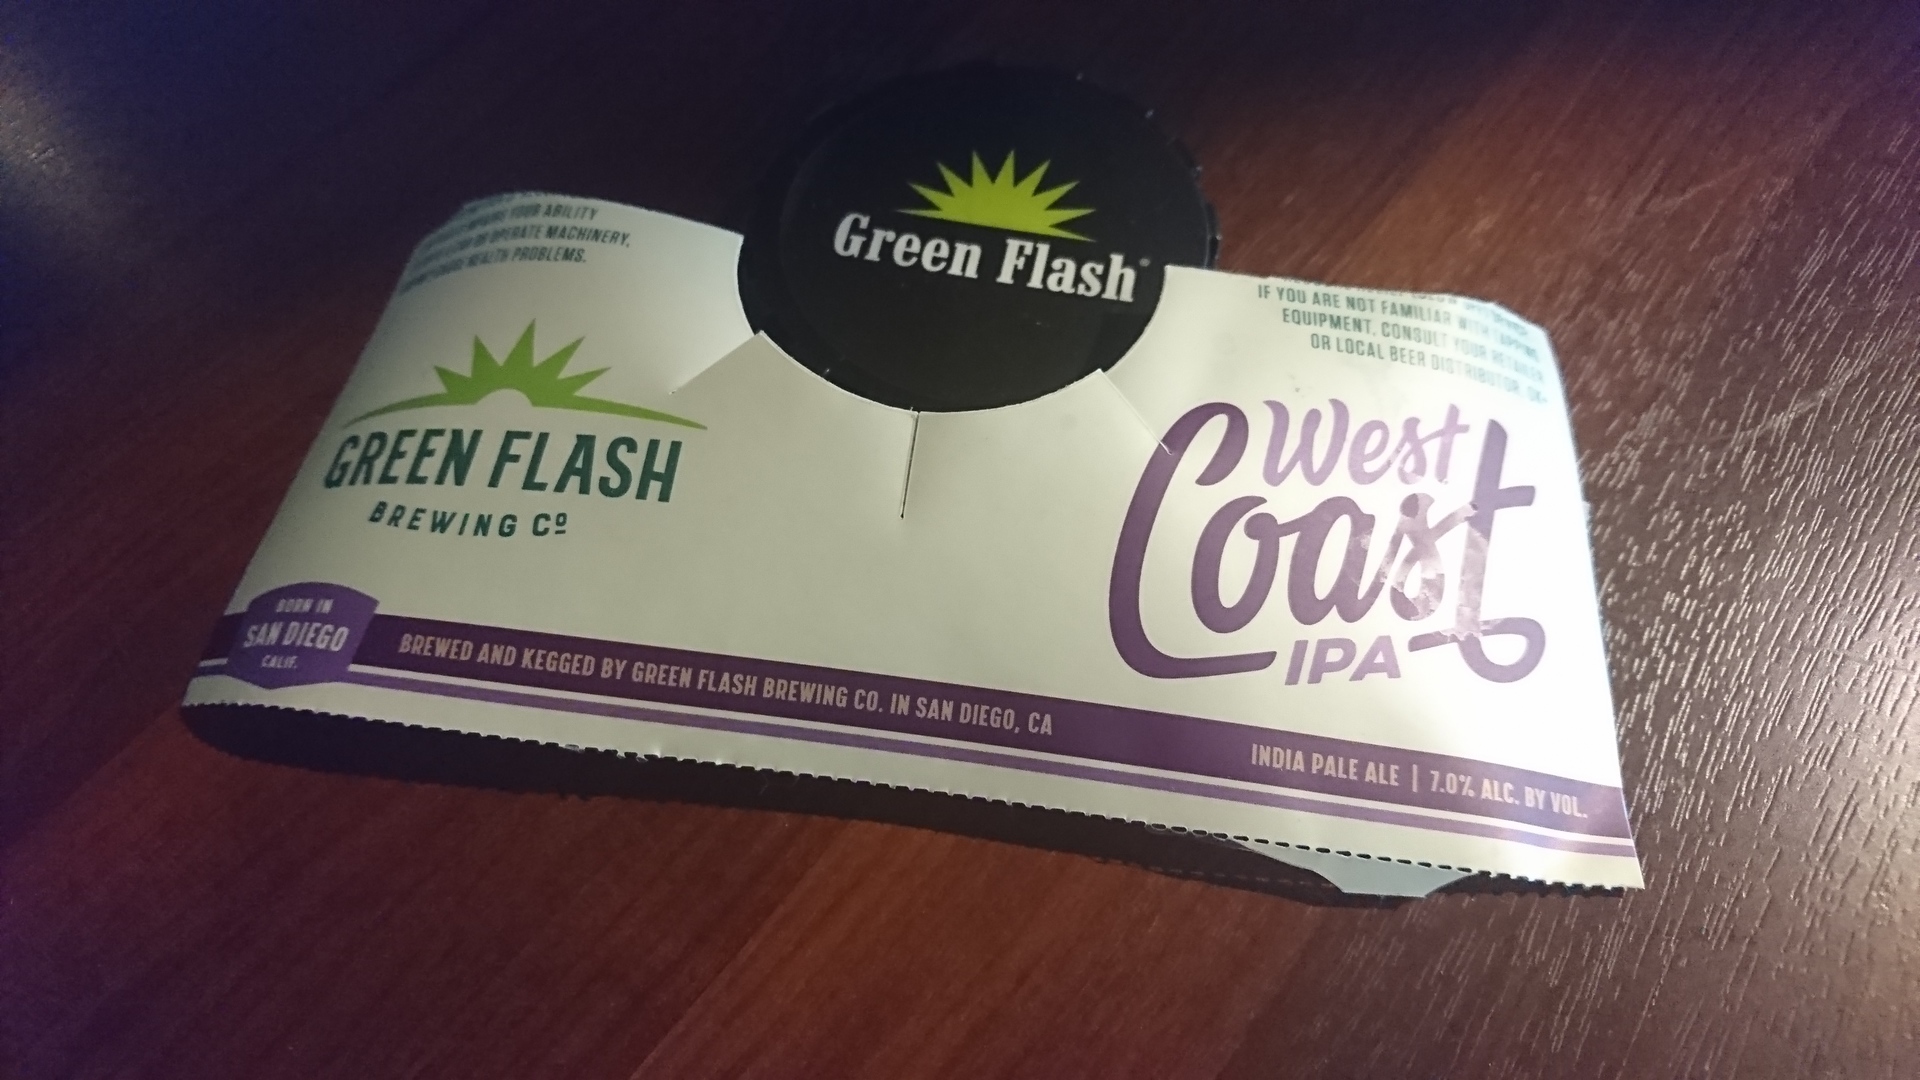 Green Flash
YOUR ABILITY
OR OPERATE MACHINERY,
HEALTH PROBLEMS.
IF YOU ARE NOT FAMILIAR WITH TAPPING
EQUIPMENT, CONSULT YOUR RETAILER
OR LOCAL BEER DISTRIBUTOR.
GREEN FLASH
BREWING Cº
West
Coast
IPA
BORN IN
SAN DIEGO
CALIF.
BREWED AND KEGGED BY GREEN FLASH BREWING CO. IN SAN DIEGO, CA
INDIA PALE ALE | 7.0% ALC. BY VOL.